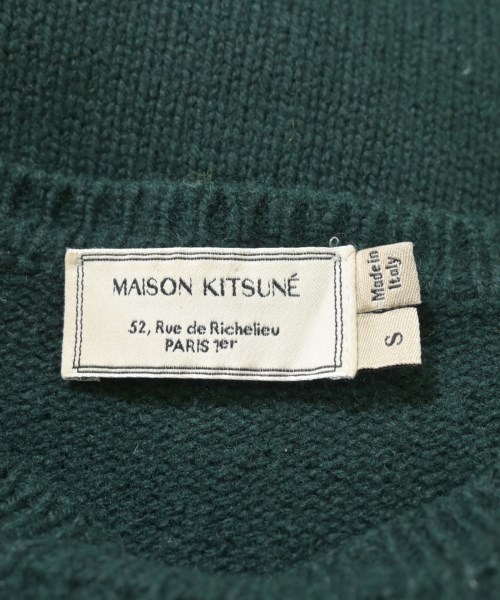 MAISON KITSUNÉ
52, Rue de Richelieu
PARIS 1er
Made in
Italy
S